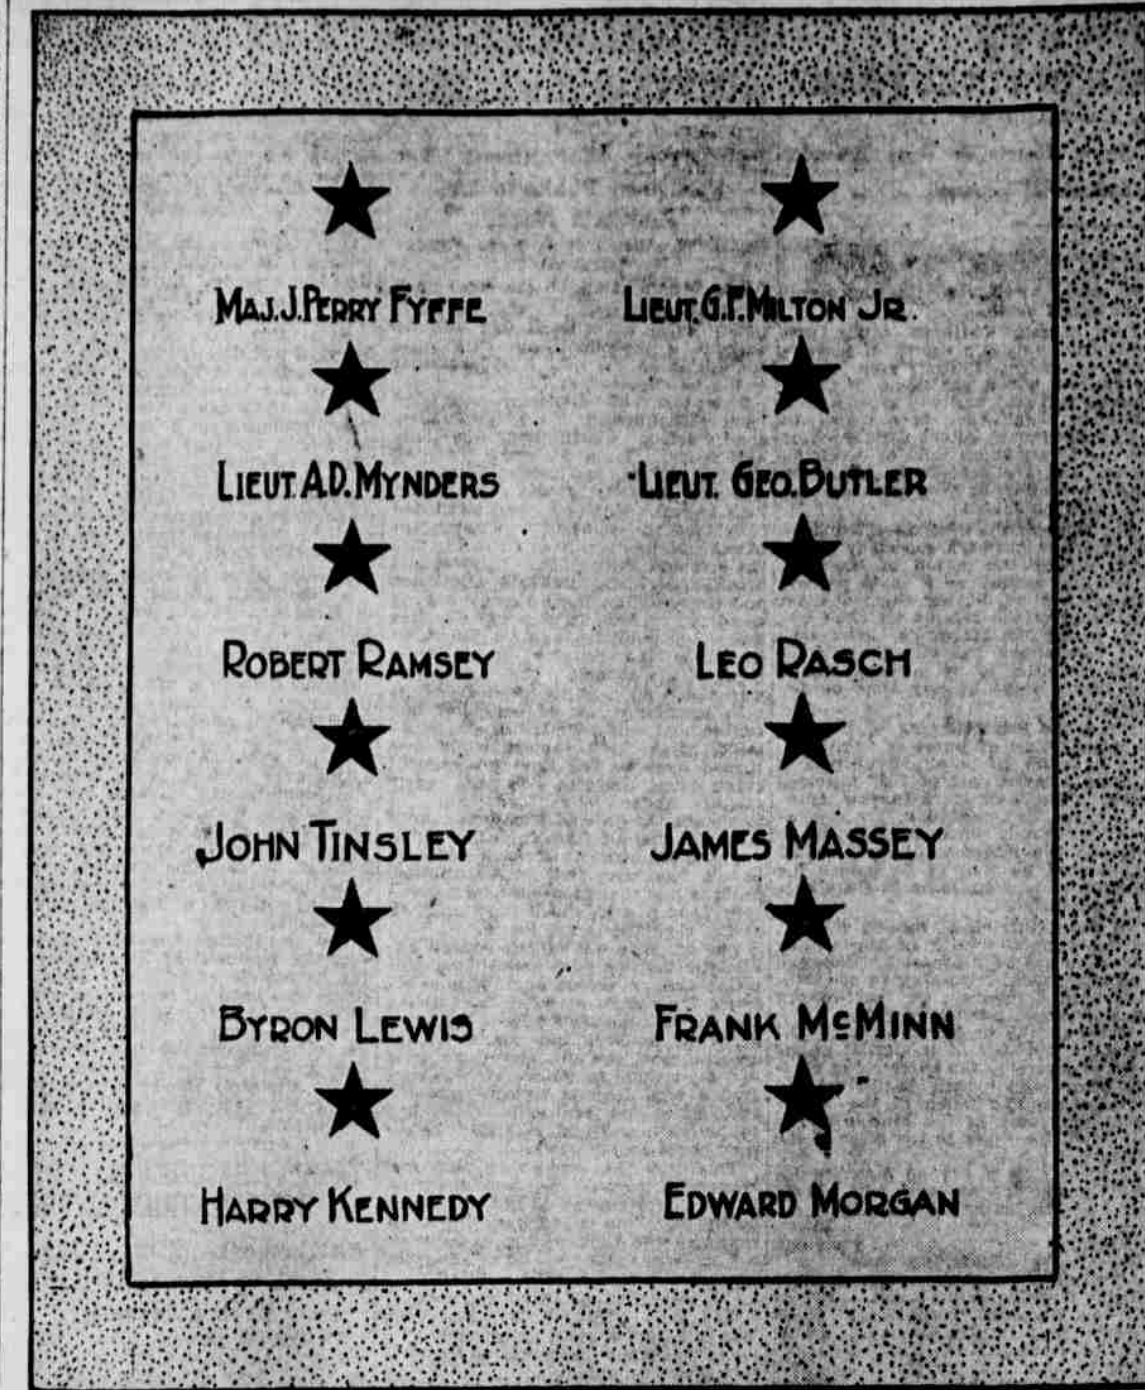 MAJ. J. PERRY FYFFE
LIEUT. G.F. MILTON JR.
LIEUT. A.D. MYNDERS
LIEUT. GEO. BUTLER
ROBERT RAMSEY
LEO RASCH
JOHN TINSLEY
JAMES MASSEY
BYRON LEWIS
FRANK McMINN
HARRY KENNEDY
EDWARD MORGAN